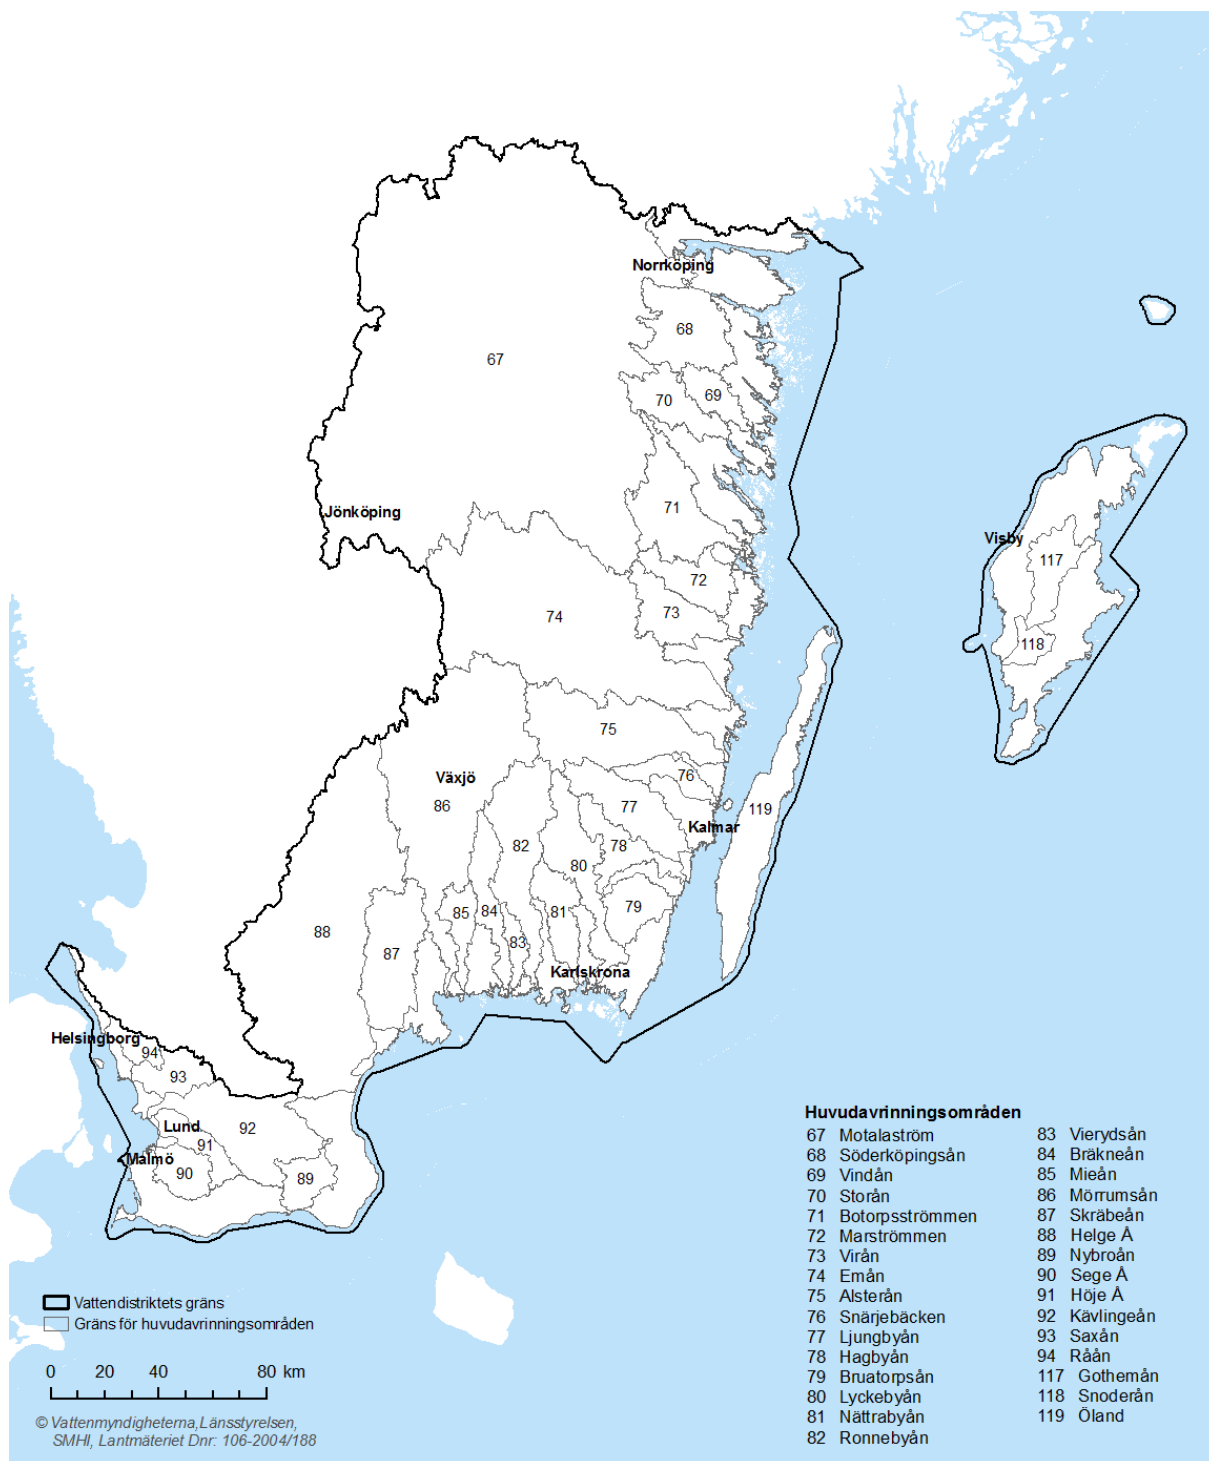 Norrköping
68
67
70
69
Jönköping
71
Visby
117
72
73
74
118
75
Växjö
76
86
77
119
Kalmar
82
78
80
85
84
81
79
88
83
87
Karlskrona
Helsingborg
94
93
Lund
92
91
Malmö
90
89
Huvudavrinningsområden
67 Motalaström
68 Söderköpingsån
69 Vindån
70 Storån
71 Botorpsströmmen
72 Marströmmen
73 Virån
74 Emån
75 Alsterån
76 Snärjebäcken
77 Ljungbyån
78 Hagbyån
79 Bruatorpsån
80 Lyckebyån
81 Nättrabyån
82 Ronnebyån
83 Vierydsån
84 Bräkneån
85 Mieån
86 Mörrumsån
87 Skräbeån
88 Helge Å
89 Nybroån
90 Sege Å
91 Höje Å
92 Kävlingeån
93 Saxån
94 Råån
117 Gothemån
118 Snoderån
119 Öland
Vattendistriktets gräns
Gräns för huvudavrinningsområden
0 20 40 80 km
© Vattenmyndigheterna,Länsstyrelsen,
SMHI, Lantmäteriet Dnr: 106-2004/188